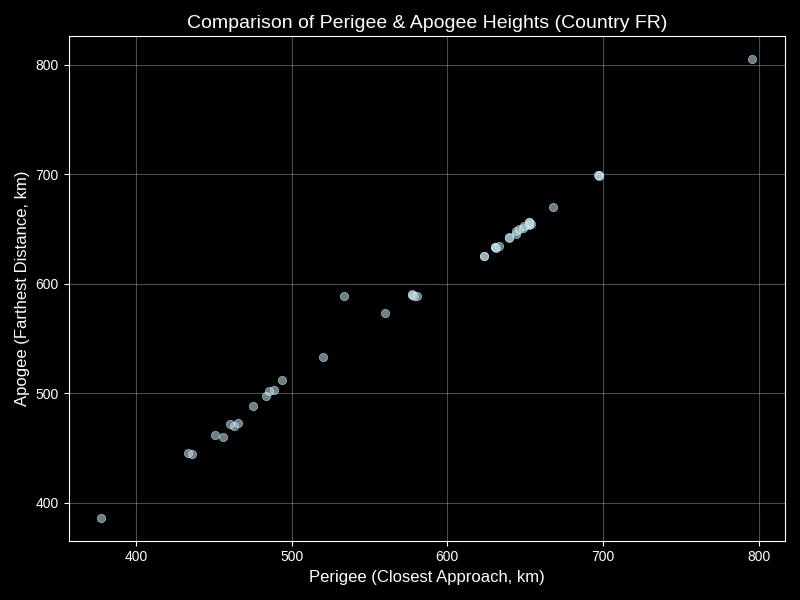 Comparison of Perigee & Apogee Heights (Country FR)
Apogee (Farthest Distance, km)
800
700
600
500
400
400 500 600 700 800
Perigee (Closest Approach, km)